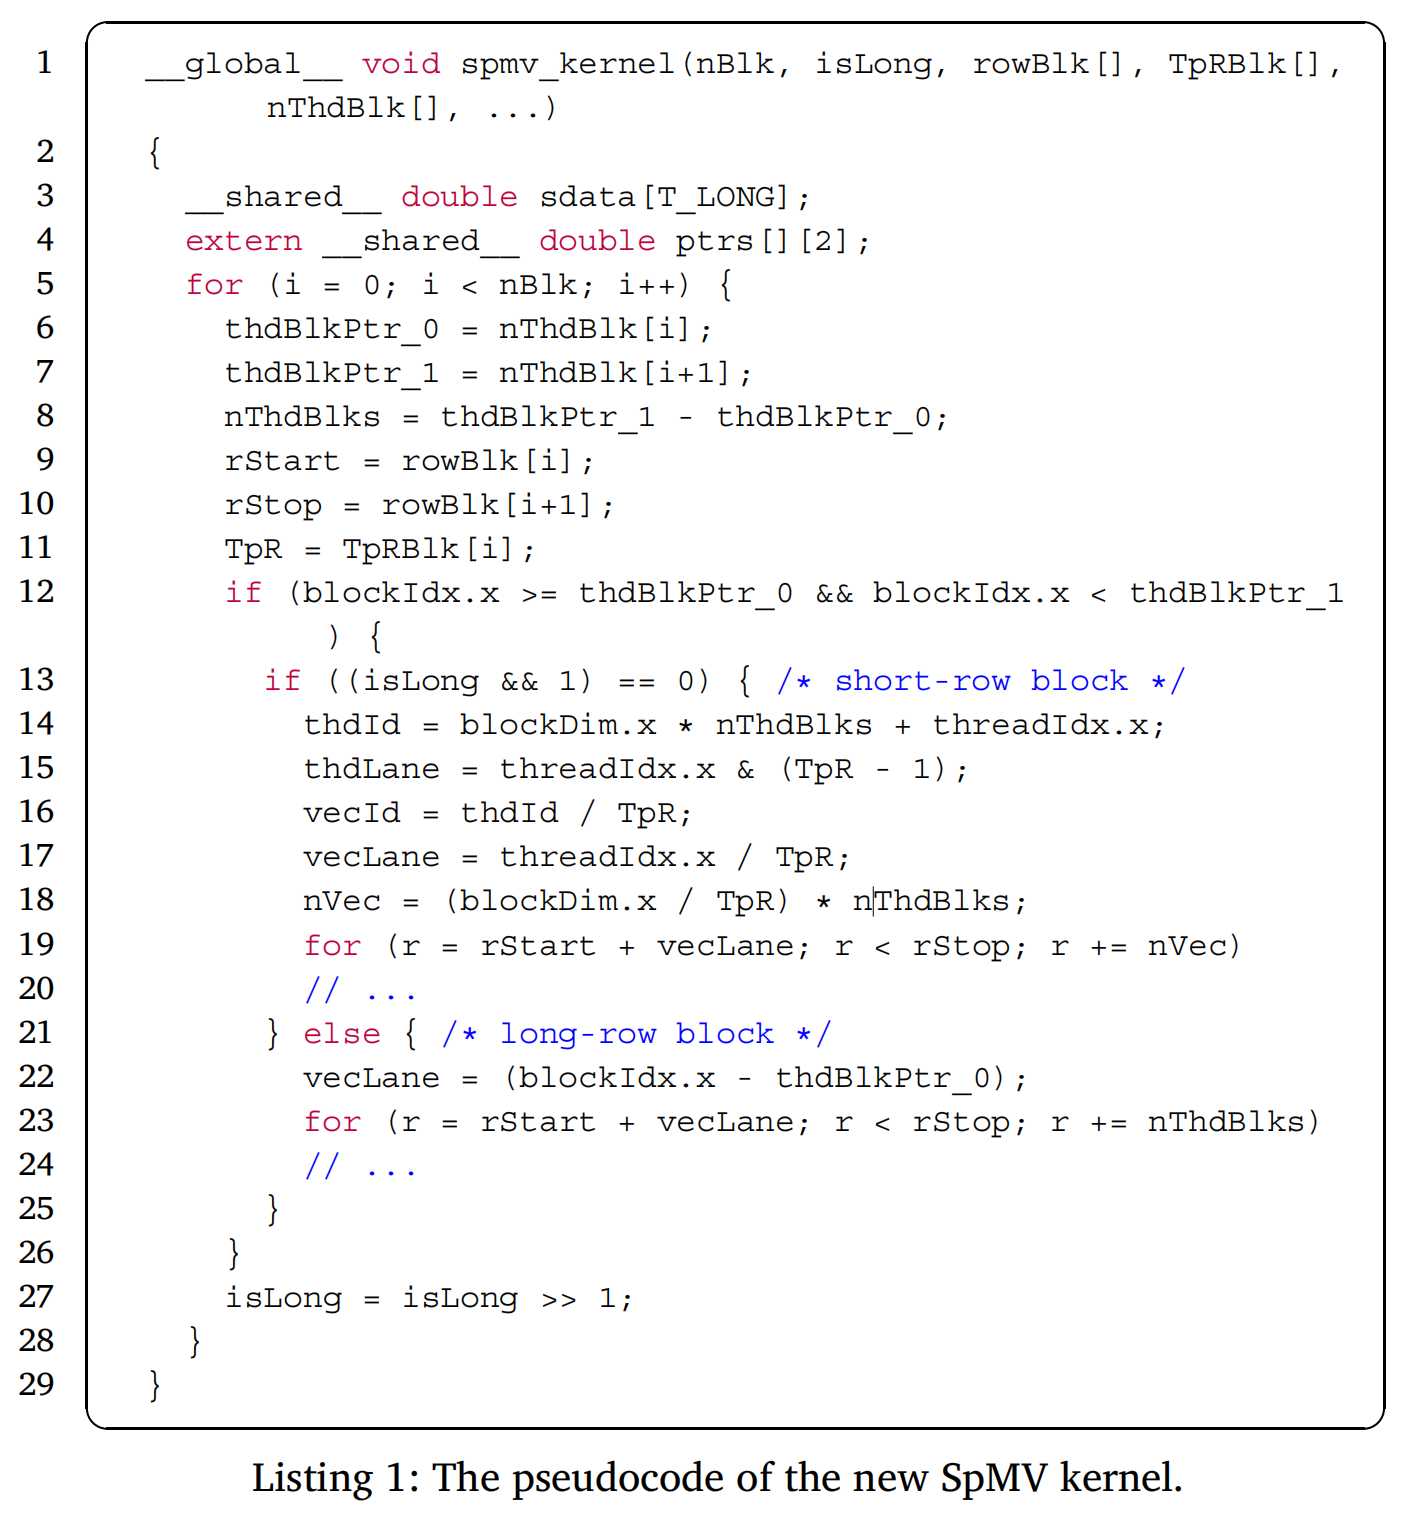 1 __global__ void spmv_kernel(nBlk, isLong, rowBlk[], TpRBlk[],
nThdBlk[], ...)
2 {
3 __shared__ double sdata[T_LONG];
4 extern __shared__ double ptrs[][2];
5 for (i = 0; i < nBlk; i++) {
6 thdBlkPtr_0 = nThdBlk[i];
7 thdBlkPtr_1 = nThdBlk[i+1];
8 nThdBlks = thdBlkPtr_1 - thdBlkPtr_0;
9 rStart = rowBlk[i];
10 rStop = rowBlk[i+1];
11 TpR = TpRBlk[i];
12 if (blockIdx.x >= thdBlkPtr_0 && blockIdx.x < thdBlkPtr_1
) {
13 if ((isLong && 1) == 0) { /* short-row block */
14 thdId = blockDim.x * nThdBlks + threadIdx.x;
15 thdLane = threadIdx.x & (TpR - 1);
16 vecId = thdId / TpR;
17 vecLane = threadIdx.x / TpR;
18 nVec = (blockDim.x / TpR) * nThdBlks;
19 for (r = rStart + vecLane; r < rStop; r += nVec)
20 // ...
21 } else { /* long-row block */
22 vecLane = (blockIdx.x - thdBlkPtr_0);
23 for (r = rStart + vecLane; r < rStop; r += nThdBlks)
24 // ...
25 }
26 }
27 isLong = isLong >> 1;
28 }
29 }
Listing 1: The pseudocode of the new SpMV kernel.